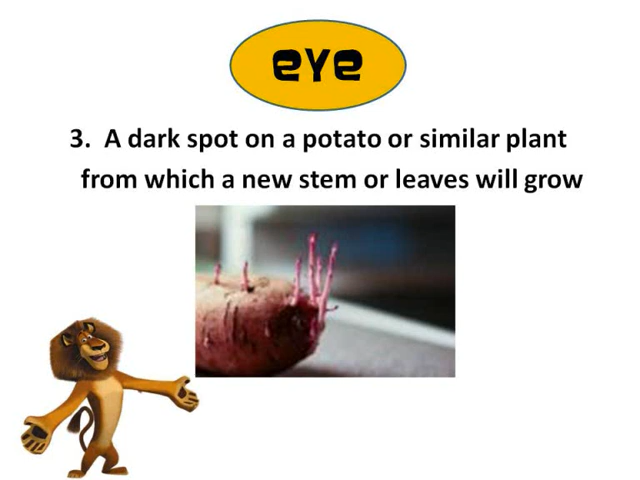 eye
3. A dark spot on a potato or similar plant
from which a new stem or leaves will grow